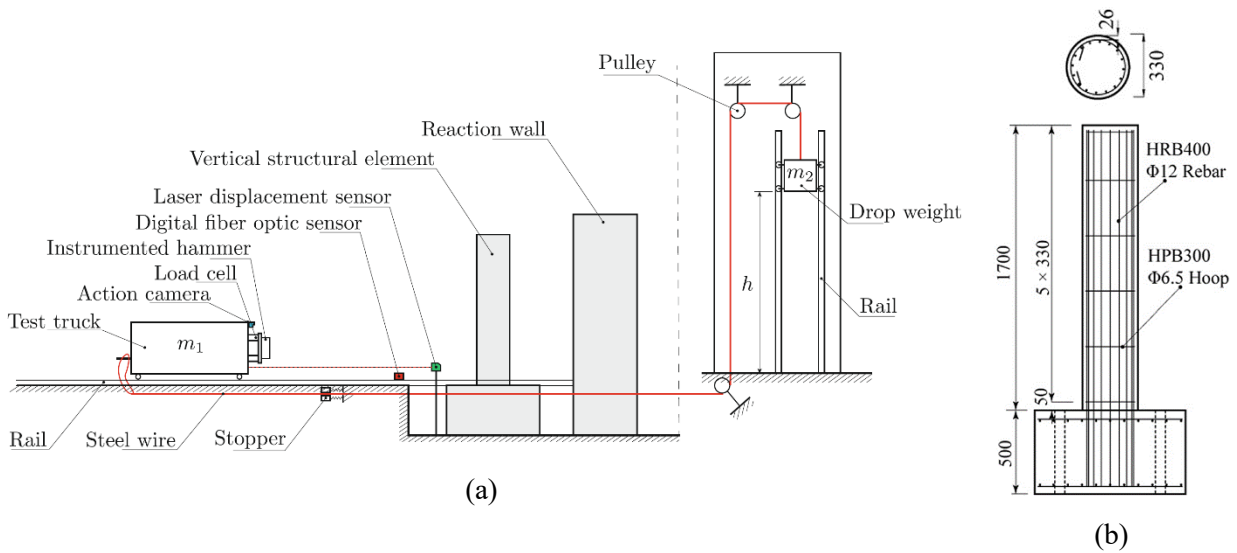 Pulley
Reaction wall
Vertical structural element
Laser displacement sensor
Digital fiber optic sensor
Instrumented hammer
Load cell
Action camera
Test truck
m₁
m₂
Drop weight
h
Rail
Rail
Steel wire
Stopper
(a)
26
330
HRB400
Φ12 Rebar
HPB300
Φ6.5 Hoop
1700
5 × 330
50
500
(b)